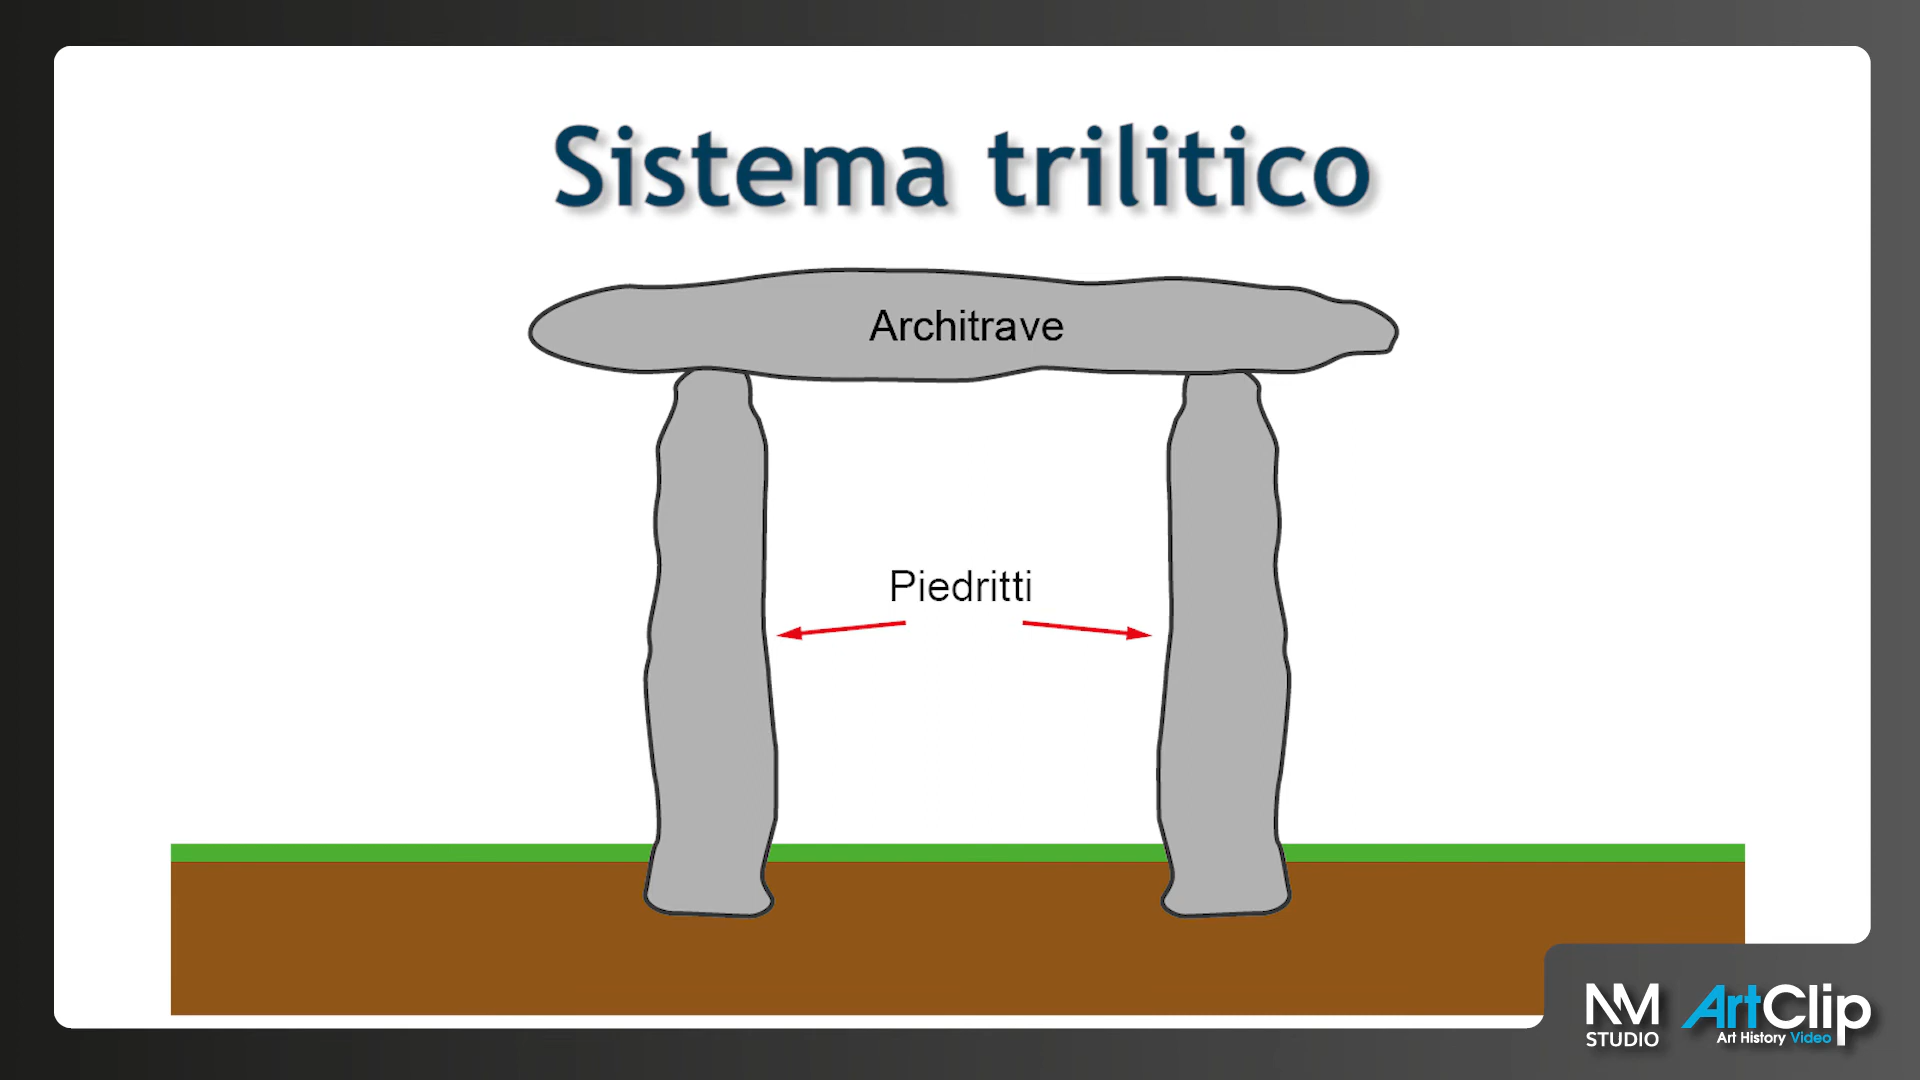 Sistema trilitico
Architrave
Piedritti
NM
STUDIO
ArtClip
Art History Video